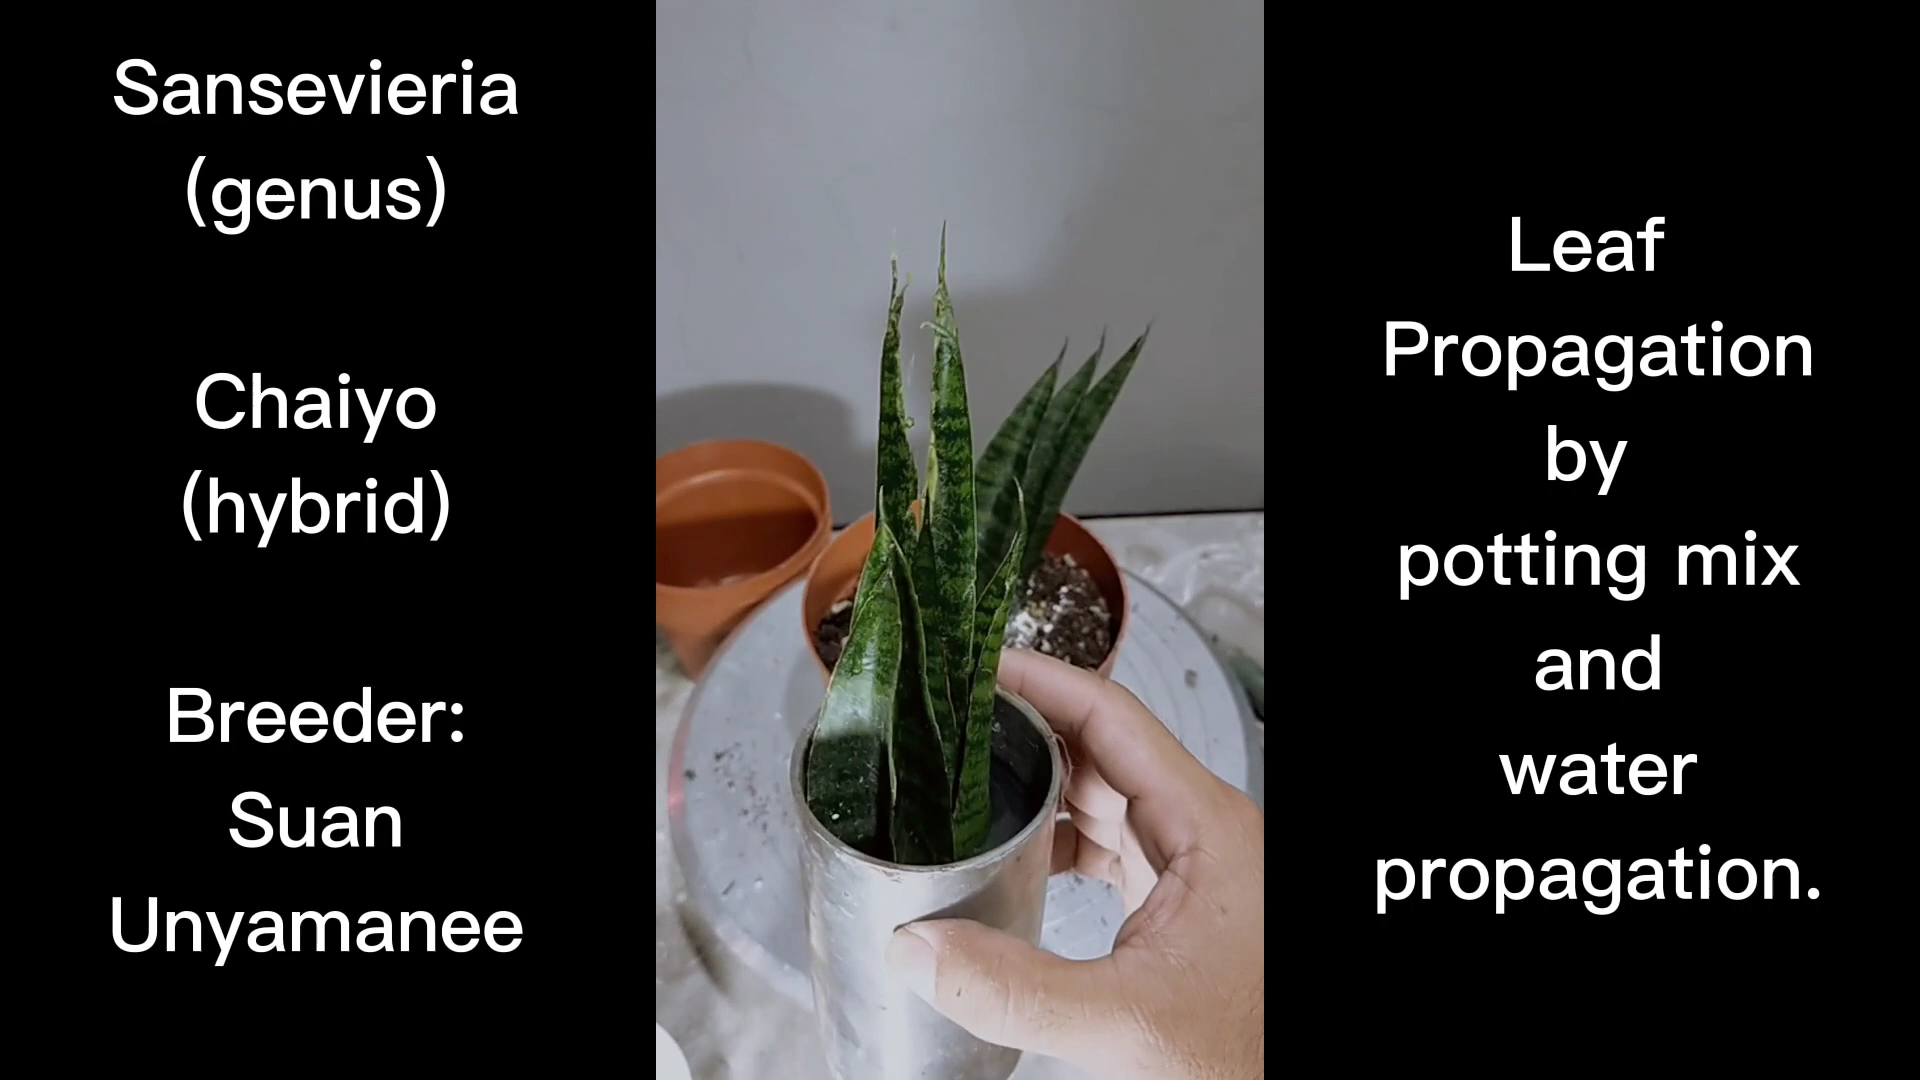 Sansevieria
(genus)
Chaiyo
(hybrid)
Breeder:
Suan
Unyamanee
Leaf
Propagation
by
potting mix
and
water
propagation.